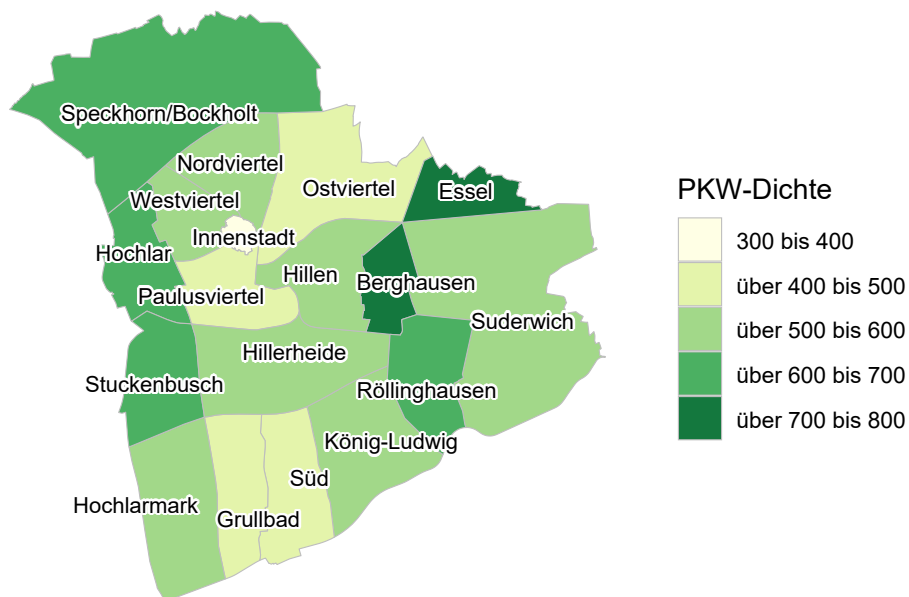 Speckhorn/Bockholt
Nordviertel
Ostviertel
Essel
Westviertel
Innenstadt
Hochlar
Hillen
Berghausen
Paulusviertel
Suderwich
Hillerheide
Stuckenbusch
Röllinghausen
König-Ludwig
Süd
Hochlarmark
Grullbad
PKW-Dichte
300 bis 400
über 400 bis 500
über 500 bis 600
über 600 bis 700
über 700 bis 800